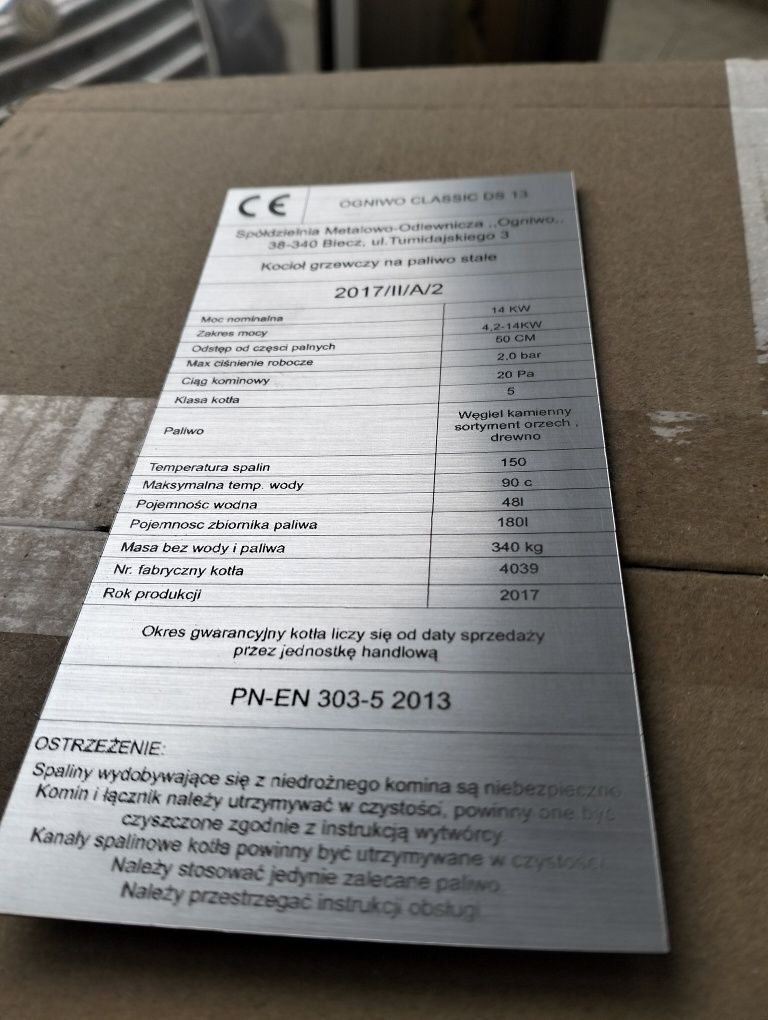 CE OGNIWO CLASSIC DS 13
Spółdzielnia Metalowo-Odlewnicza ,,Ogniwo,,
38-340 Biecz, ul.Tumidajskiego 3
Kocioł grzewczy na paliwo stałe
2017/II/A/2
Moc nominalna 14 KW
Zakres mocy 4,2-14KW
Odstęp od częsci palnych 50 CM
Max ciśnienie robocze 2,0 bar
Ciąg kominowy 20 Pa
Klasa kotła 5
Paliwo Węgiel kamienny
sortyment orzech ,
drewno
Temperatura spalin 150
Maksymalna temp. wody 90 c
Pojemnośc wodna 48l
Pojemnosc zbiornika paliwa 180l
Masa bez wody i paliwa 340 kg
Nr. fabryczny kotła 4039
Rok produkcji 2017
Okres gwarancyjny kotła liczy się od daty sprzedaży
przez jednostkę handlową
PN-EN 303-5 2013
OSTRZEŻENIE:
Spaliny wydobywające się z niedrożnego komina są niebezpieczne
Komin i łącznik należy utrzymywać w czystości, powinny one być
czyszczone zgodnie z instrukcją wytwórcy
Kanały spalinowe kotła powinny być utrzymywane w czystości.
Należy stosować jedynie zalecane paliwo
Należy przestrzegać instrukcji obsługi